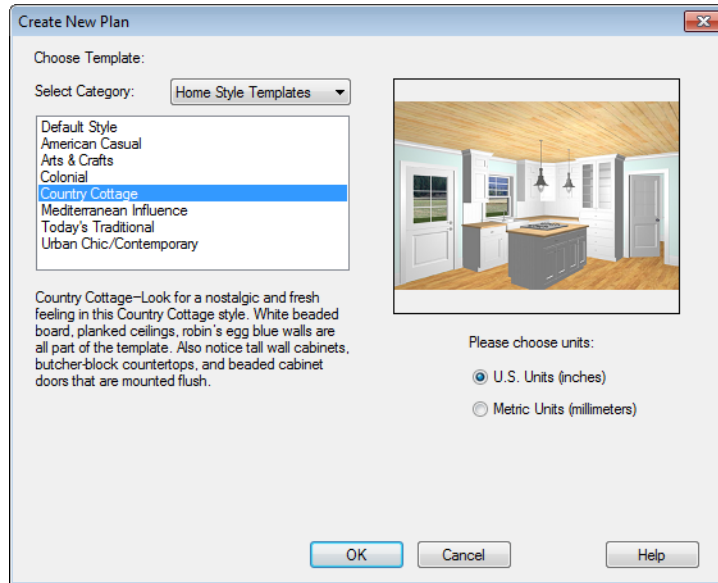 Create New Plan
Choose Template:
Select Category:
Home Style Templates
Default Style
American Casual
Arts & Crafts
Colonial
Country Cottage
Mediterranean Influence
Today's Traditional
Urban Chic/Contemporary
Country Cottage–Look for a nostalgic and fresh
feeling in this Country Cottage style. White beaded
board, planked ceilings, robin's egg blue walls are
all part of the template. Also notice tall wall cabinets,
butcher-block countertops, and beaded cabinet
doors that are mounted flush.
Please choose units:
U.S. Units (inches)
Metric Units (millimeters)
OK
Cancel
Help